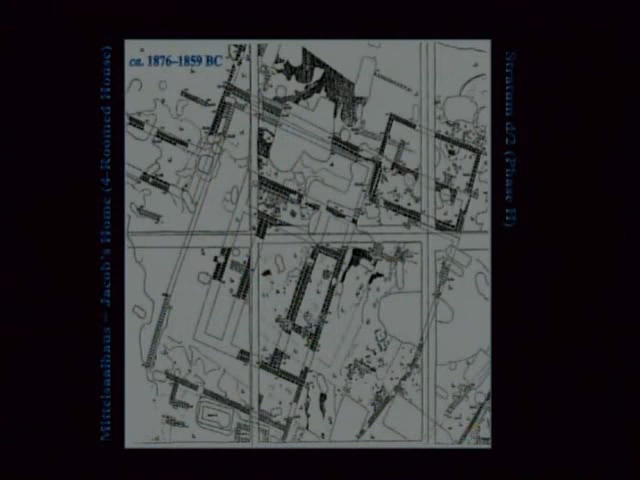 ca. 1876–1859 BC
Mittelsaalhaus – Jacob's Home (4-Roomed House)
Stratum d/2 (Phase H)